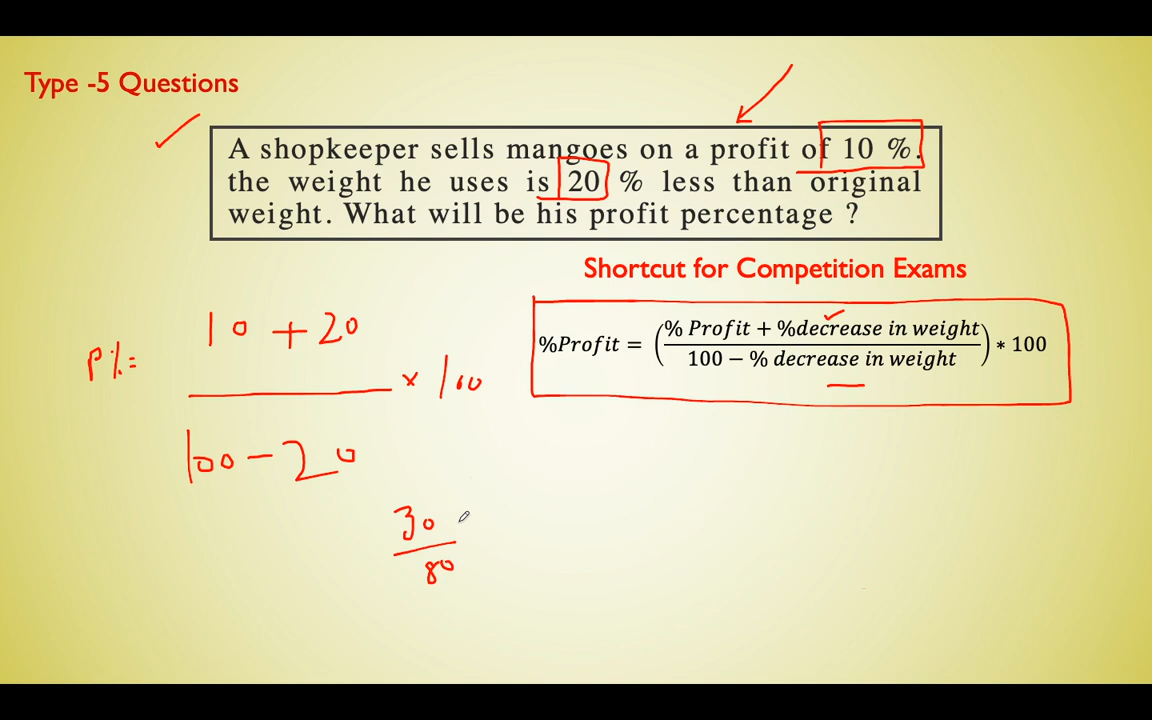 Type -5 Questions
A shopkeeper sells mangoes on a profit of 10 %.
the weight he uses is 20 % less than original
weight. What will be his profit percentage ?
Shortcut for Competition Exams
%Profit = (% Profit + %decrease in weight / 100 − % decrease in weight) * 100
P%=
10 + 20
× 100
100 - 20
30
80